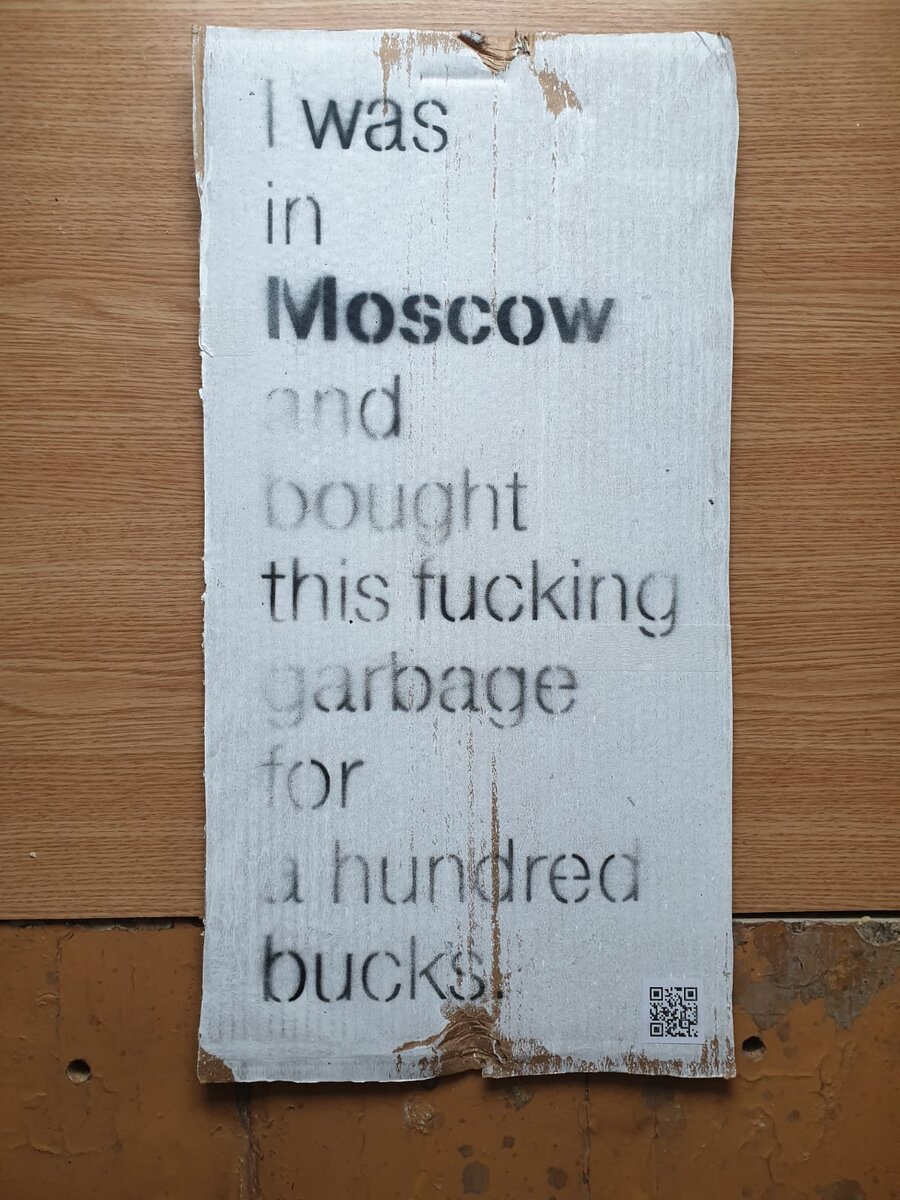 I was
in
Moscow
and
bought
this fucking
garbage
for
a hundred
bucks.